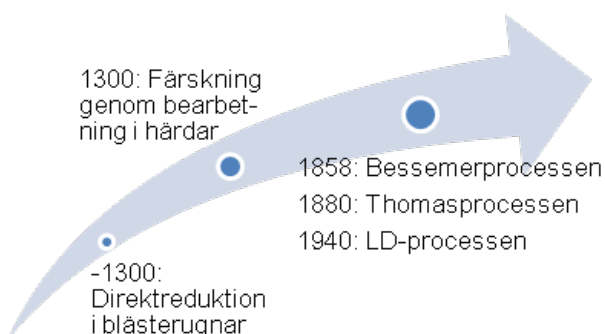 1300: Färskning
genom bearbet-
ning i härdar
1858: Bessemerprocessen
1880: Thomasprocessen
1940: LD-processen
-1300:
Direktreduktion
i blästerugnar